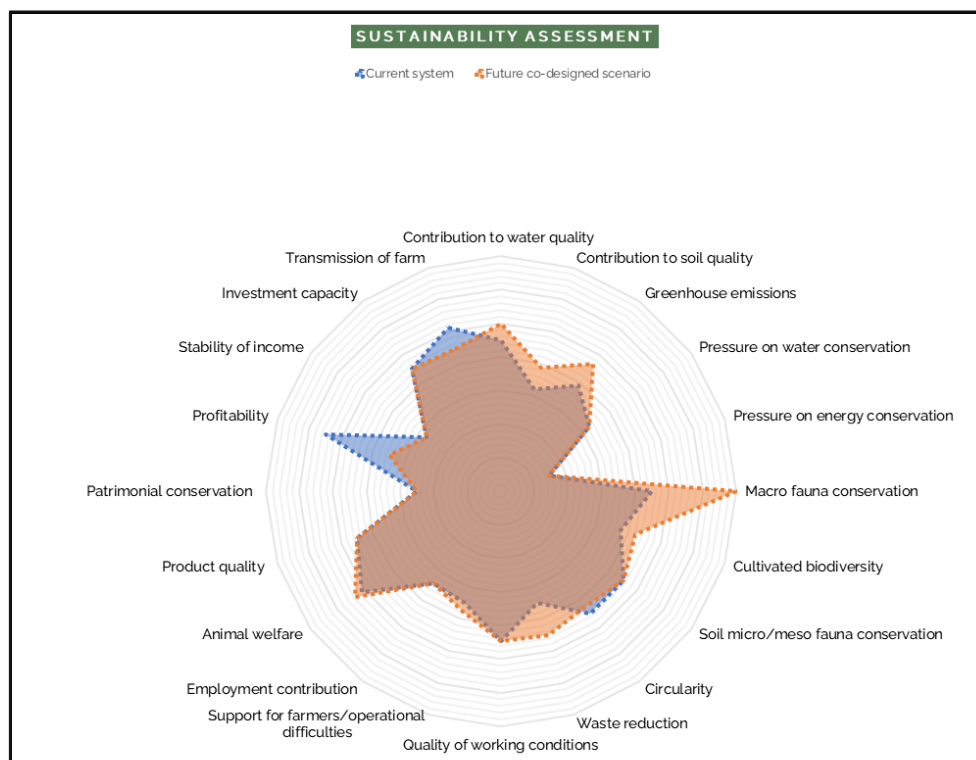 SUSTAINABILITY ASSESSMENT
Current system
Future co-designed scenario
Contribution to water quality
Transmission of farm
Contribution to soil quality
Investment capacity
Greenhouse emissions
Stability of income
Pressure on water conservation
Profitability
Pressure on energy conservation
Patrimonial conservation
Macro fauna conservation
Product quality
Cultivated biodiversity
Animal welfare
Soil micro/meso fauna conservation
Employment contribution
Circularity
Support for farmers/operational
difficulties
Waste reduction
Quality of working conditions